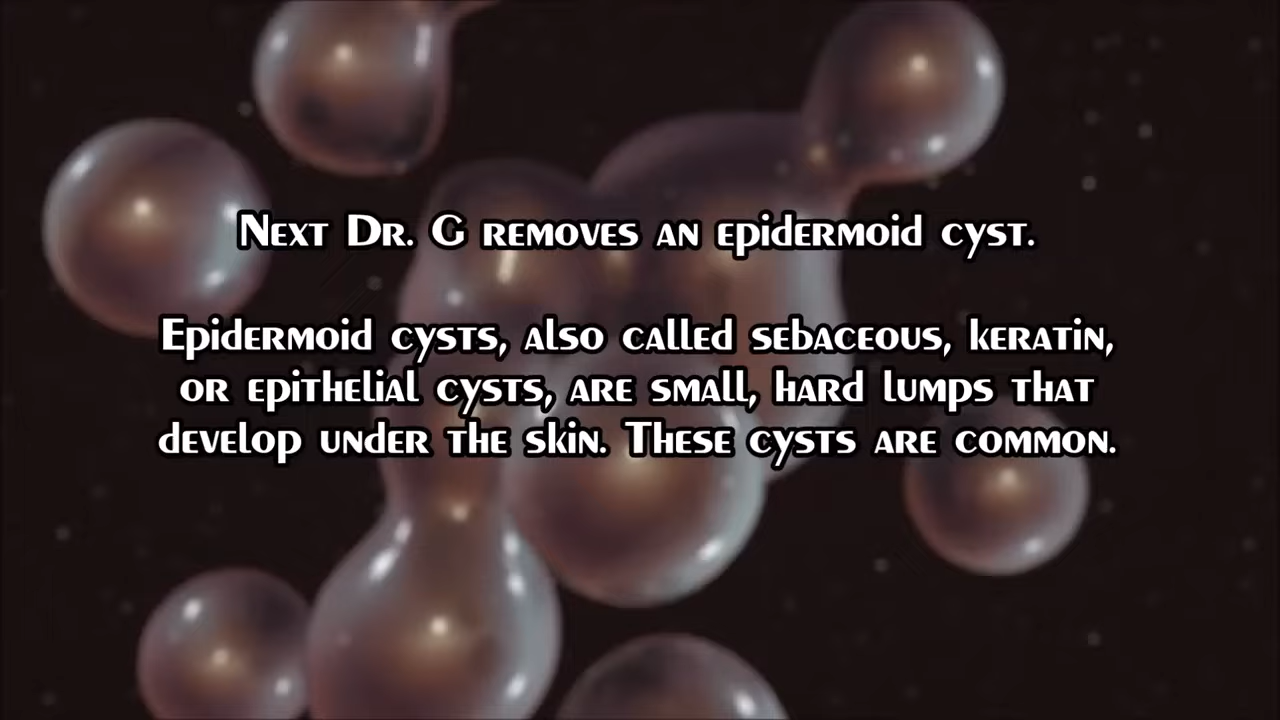 Next Dr. G removes an epidermoid cyst.
Epidermoid cysts, also called sebaceous, keratin,
or epithelial cysts, are small, hard lumps that
develop under the skin. These cysts are common.